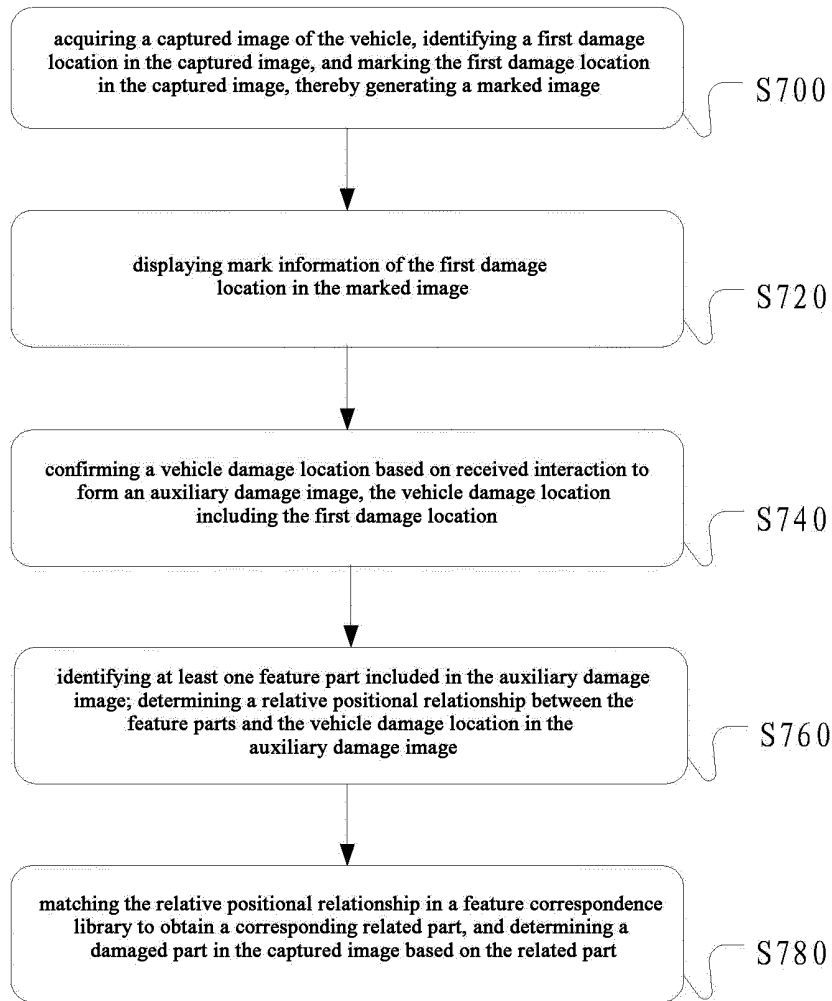 acquiring a captured image of the vehicle, identifying a first damage
location in the captured image, and marking the first damage location
in the captured image, thereby generating a marked image
S700
displaying mark information of the first damage
location in the marked image
S720
confirming a vehicle damage location based on received interaction to
form an auxiliary damage image, the vehicle damage location
including the first damage location
S740
identifying at least one feature part included in the auxiliary damage
image; determining a relative positional relationship between the
feature parts and the vehicle damage location in the
auxiliary damage image
S760
matching the relative positional relationship in a feature correspondence
library to obtain a corresponding related part, and determining a
damaged part in the captured image based on the related part
S780